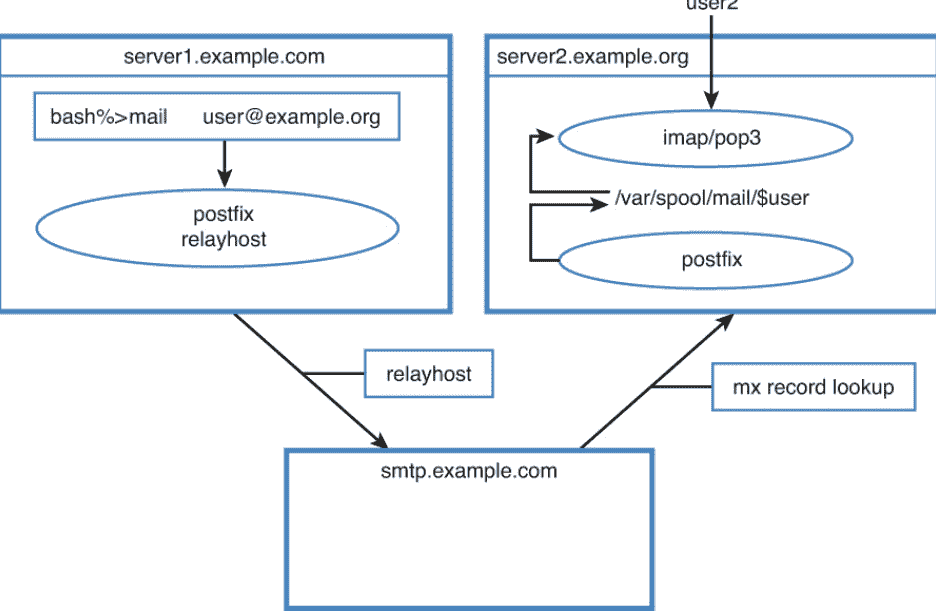 user2
server1.example.com
server2.example.org
bash%>mail user@example.org
imap/pop3
/var/spool/mail/$user
postfix
relayhost
postfix
relayhost
mx record lookup
smtp.example.com